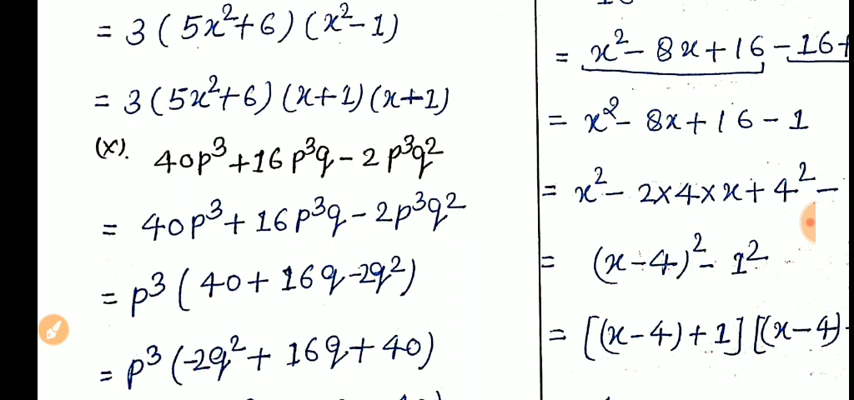 = 3 ( 5x²+6 ) ( x²- 1 )
= 3 ( 5x²+6 ) ( x+1 ) ( x+1 )
(x). 40p³+16p³q - 2p³q²
= 40p³+ 16p³q - 2p³q²
= p³ ( 40+ 16q-2q² )
= p³ (-2q²+ 16q+40)
= x²- 8x+16 -16+
= x²- 8x+16 - 1
= x²- 2x4xx+ 4² -
= (x-4)²- 1²
= [(x-4)+1] [(x-4)-